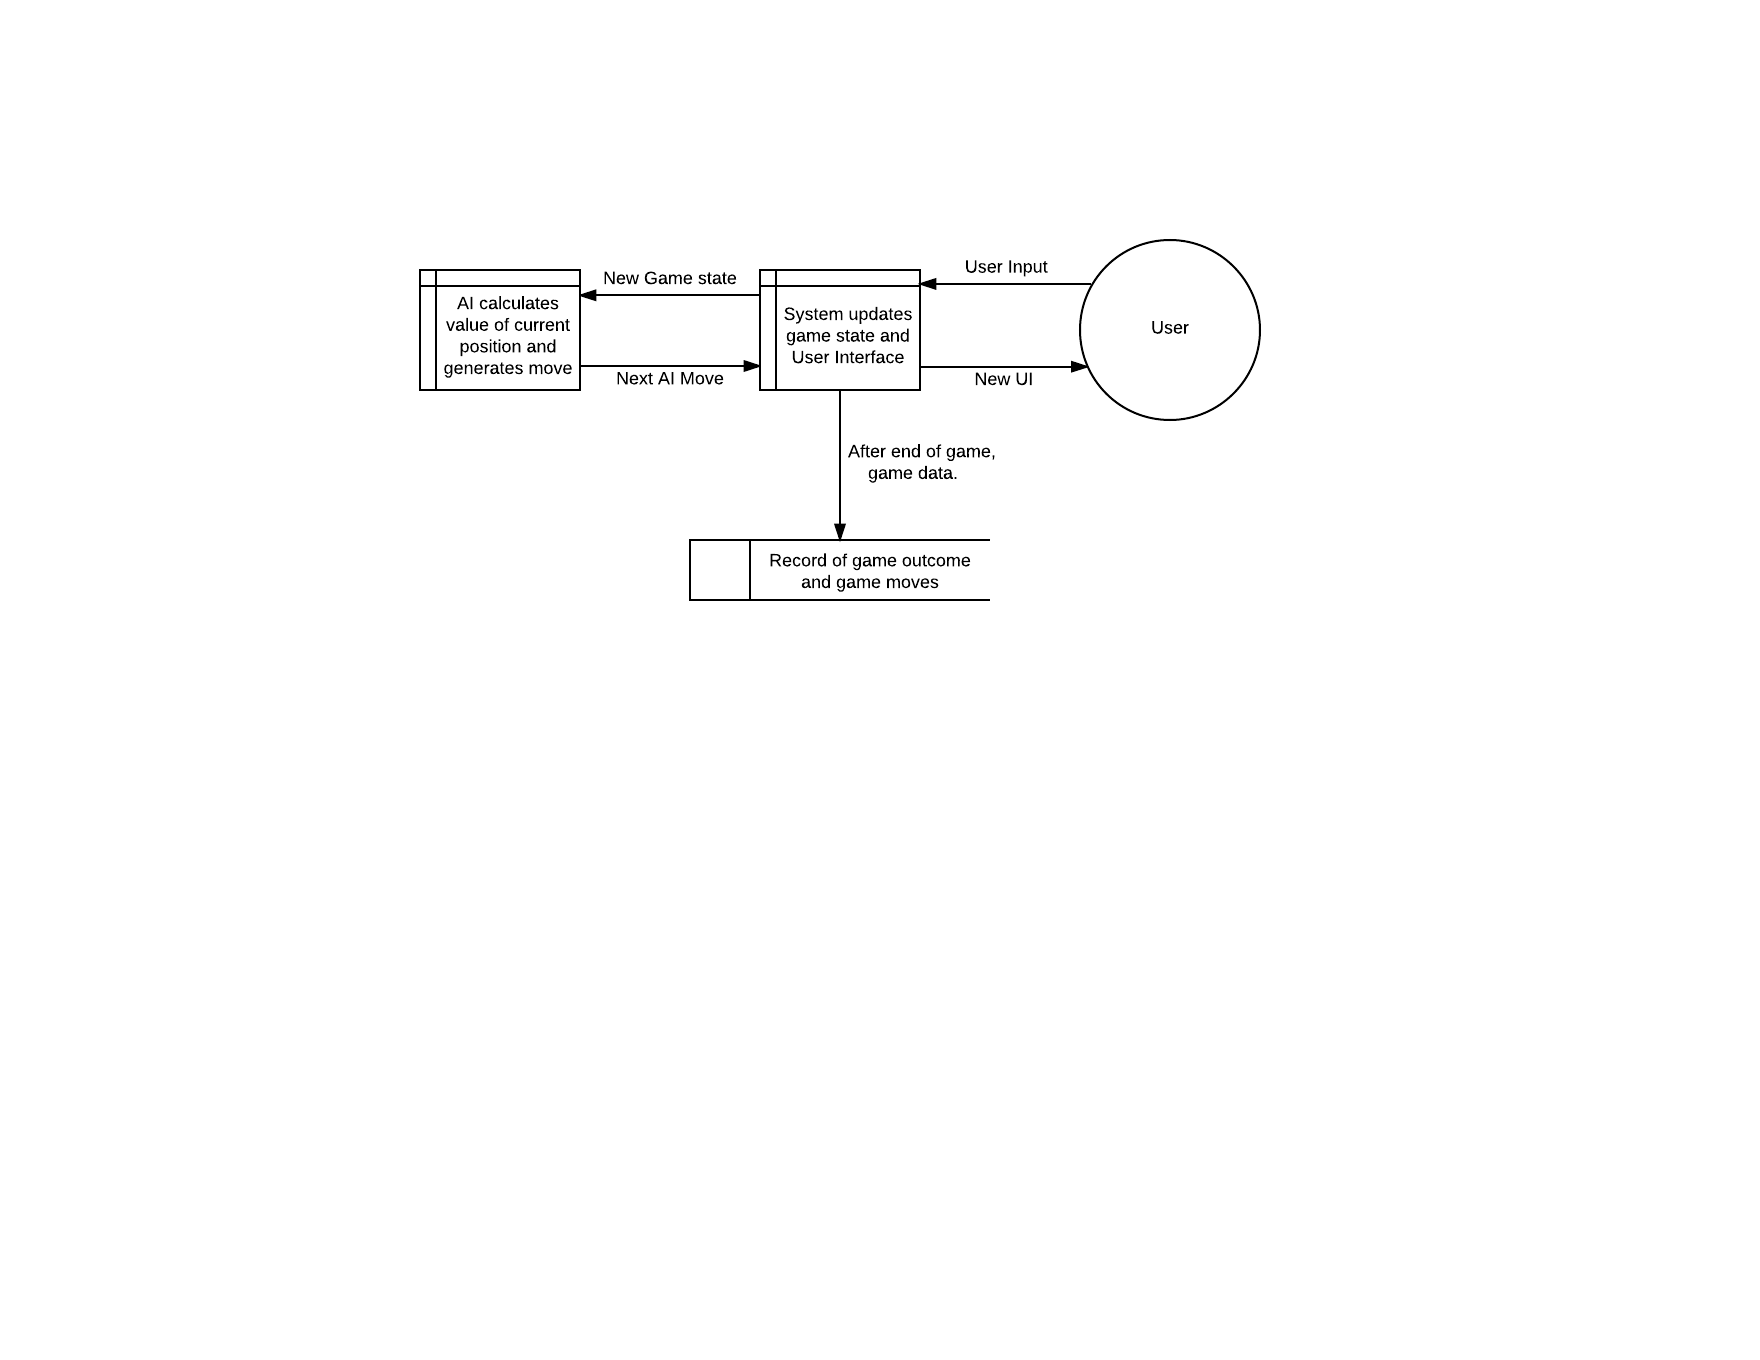 New Game state
User Input
AI calculates
value of current
position and
generates move
System updates
game state and
User Interface
User
Next AI Move
New UI
After end of game,
game data.
Record of game outcome
and game moves